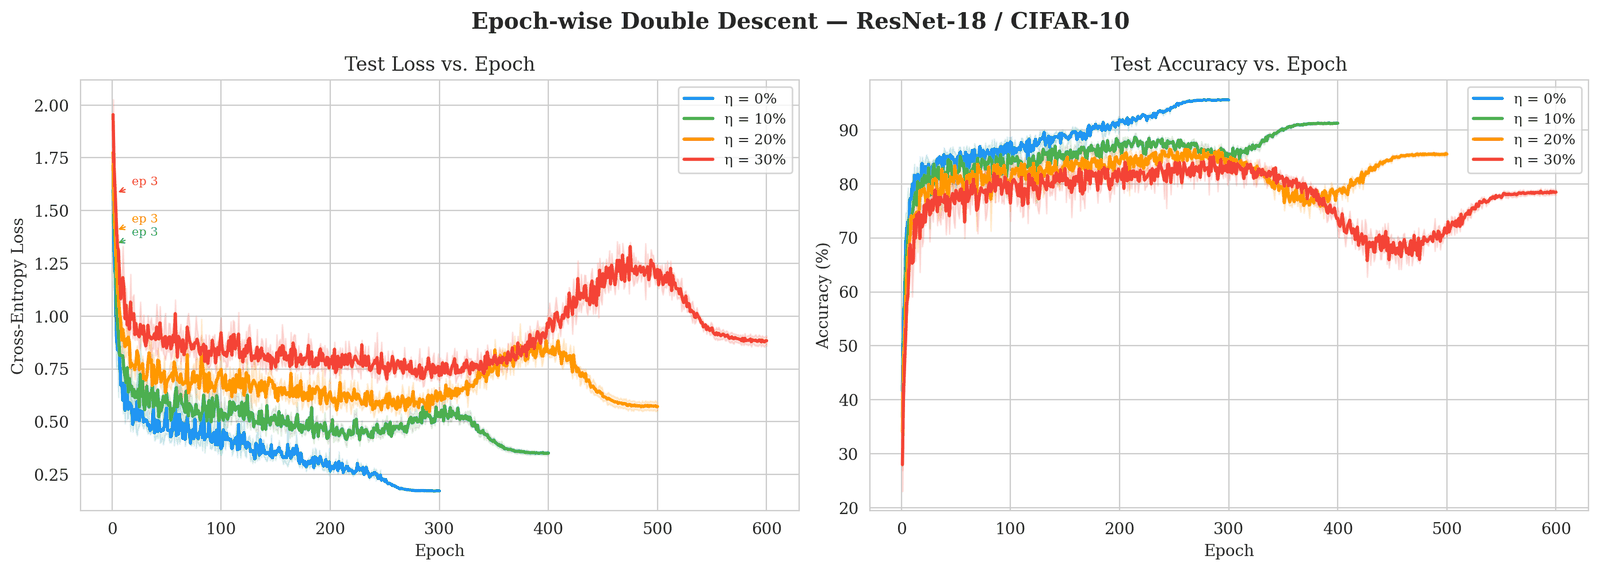 Epoch-wise Double Descent — ResNet-18 / CIFAR-10
Test Loss vs. Epoch
Cross-Entropy Loss
2.00
1.75
1.50
1.25
1.00
0.75
0.50
0.25
ep 3
ep 3
ep 3
η = 0%
η = 10%
η = 20%
η = 30%
0 100 200 300 400 500 600
Epoch
Test Accuracy vs. Epoch
Accuracy (%)
90
80
70
60
50
40
30
20
η = 0%
η = 10%
η = 20%
η = 30%
0 100 200 300 400 500 600
Epoch